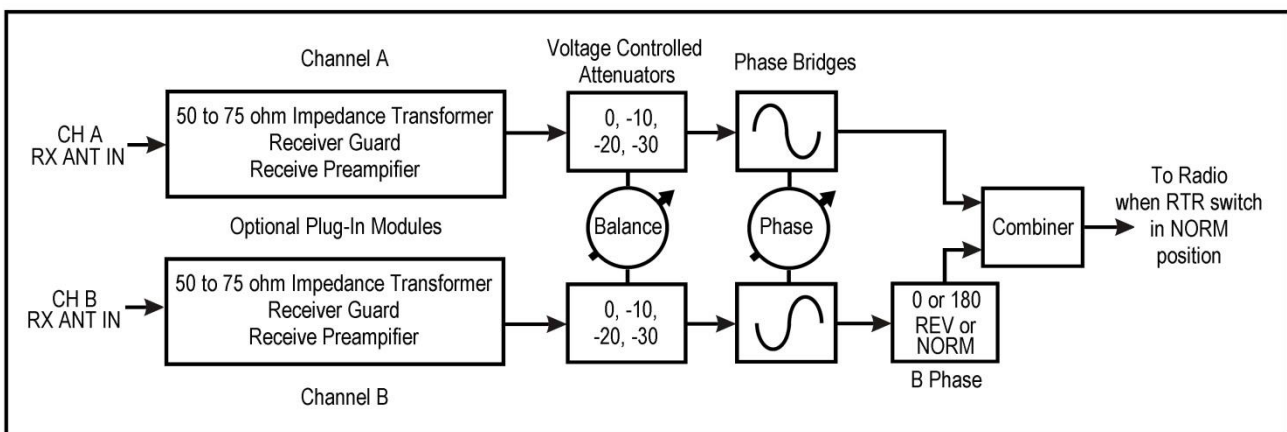 Channel A
Voltage Controlled
Attenuators
Phase Bridges
CH A
RX ANT IN
50 to 75 ohm Impedance Transformer
Receiver Guard
Receive Preampifier
0, -10,
-20, -30
Optional Plug-In Modules
Balance
Phase
Combiner
To Radio
when RTR switch
in NORM
position
CH B
RX ANT IN
50 to 75 ohm Impedance Transformer
Receiver Guard
Receive Preampifier
0, -10,
-20, -30
0 or 180
REV or
NORM
B Phase
Channel B